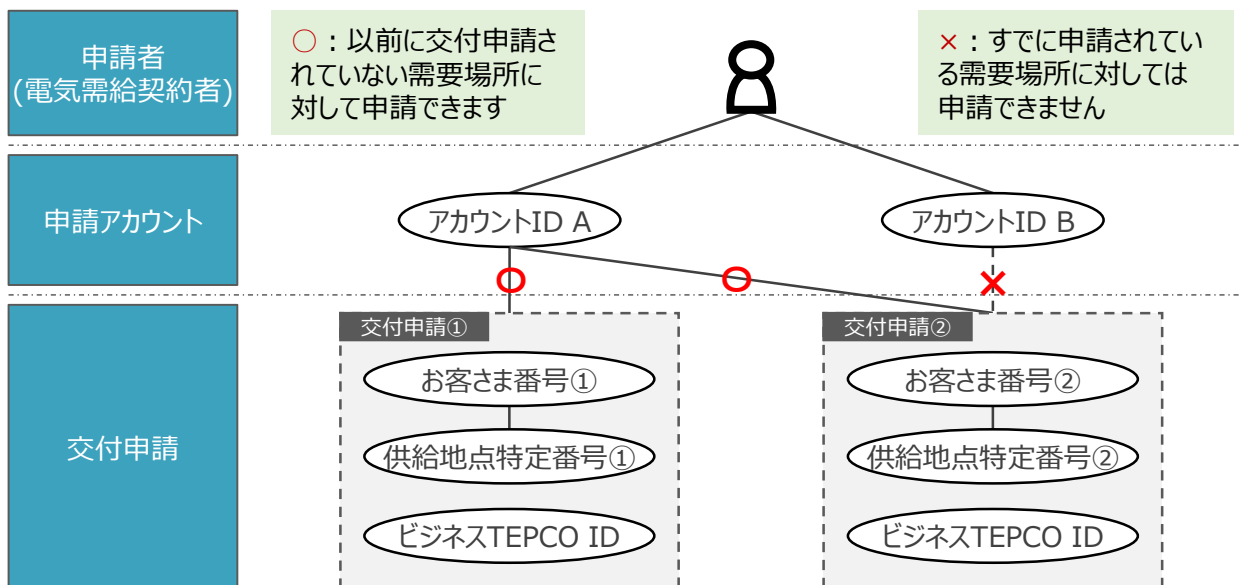 申請者
(電気需給契約者)
○：以前に交付申請さ
れていない需要場所に
対して申請できます
×：すでに申請されてい
る需要場所に対しては
申請できません
申請アカウント
アカウントID A
アカウントID B
交付申請
交付申請①
お客さま番号①
供給地点特定番号①
ビジネスTEPCO ID
交付申請②
お客さま番号②
供給地点特定番号②
ビジネスTEPCO ID